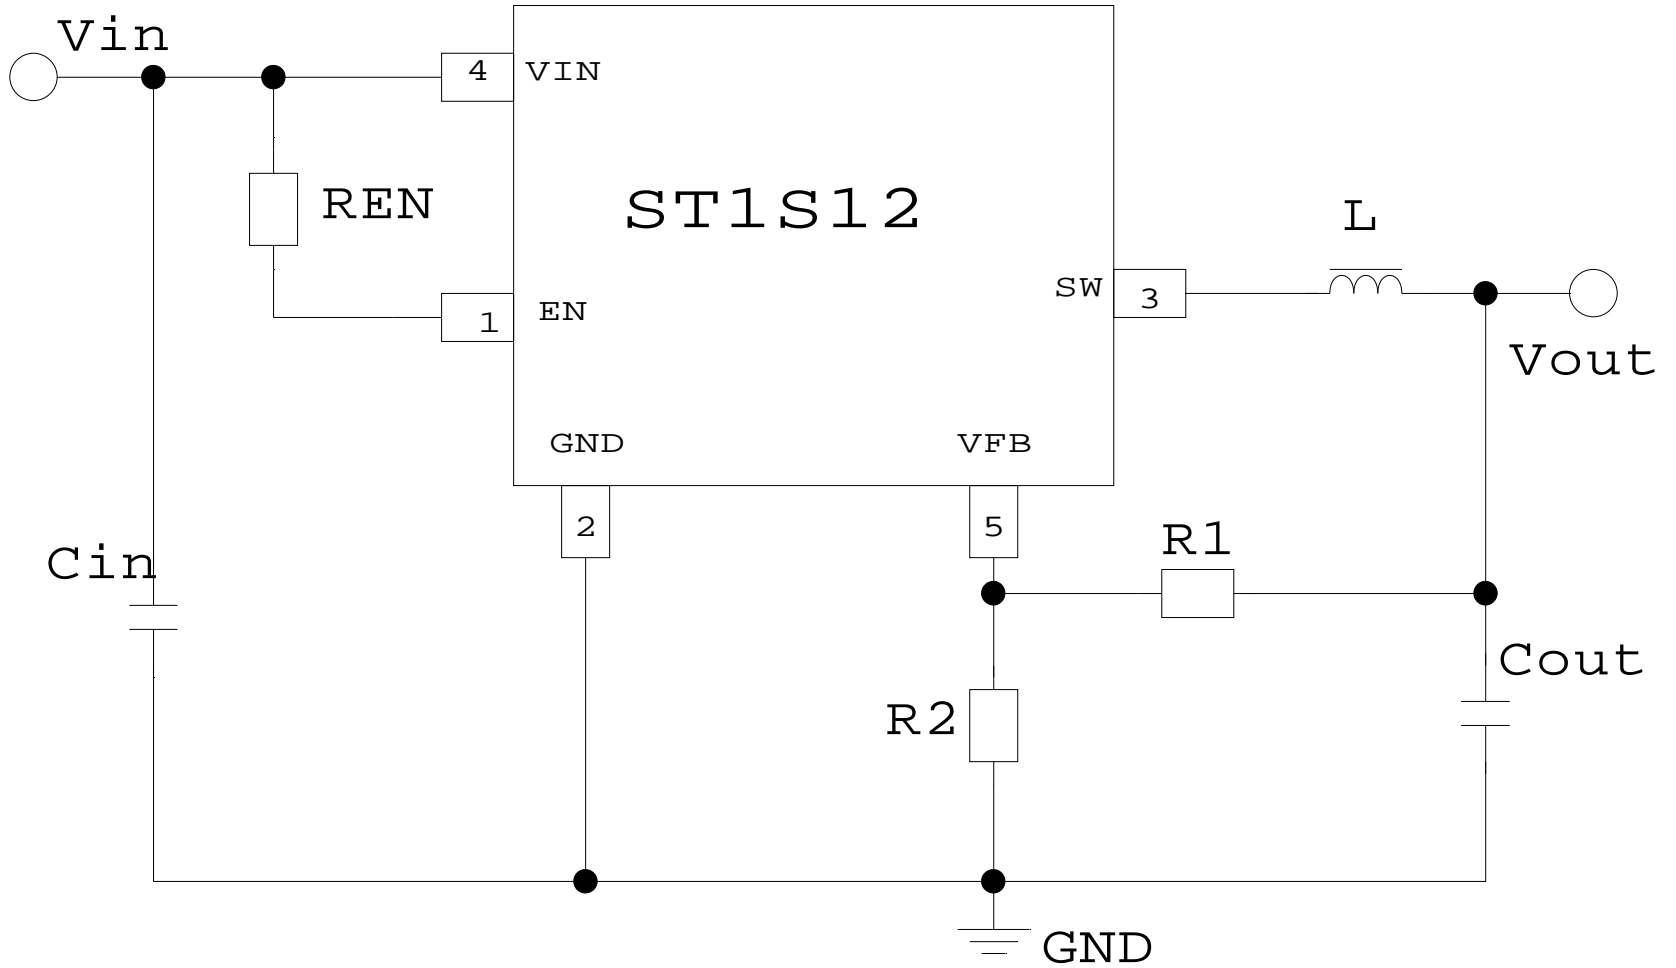 Vin
4 VIN
REN
ST1S12
L
SW 3
1 EN
Vout
GND
VFB
2
5
R1
Cin
Cout
R2
GND